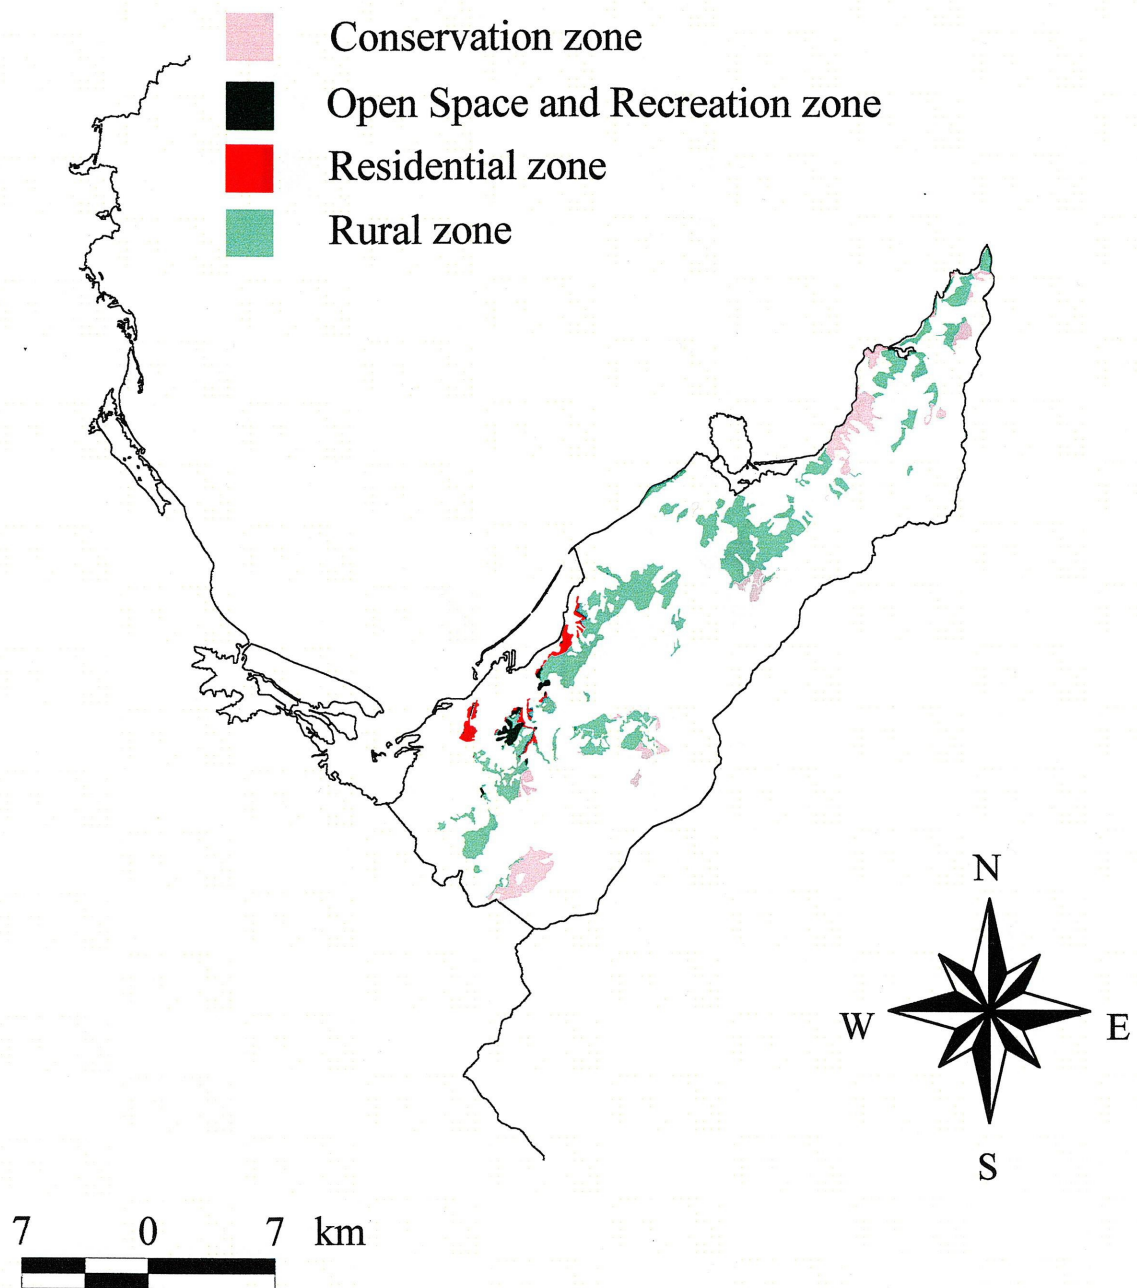 Conservation zone
Open Space and Recreation zone
Residential zone
Rural zone
N
W E
S
7 0 7 km